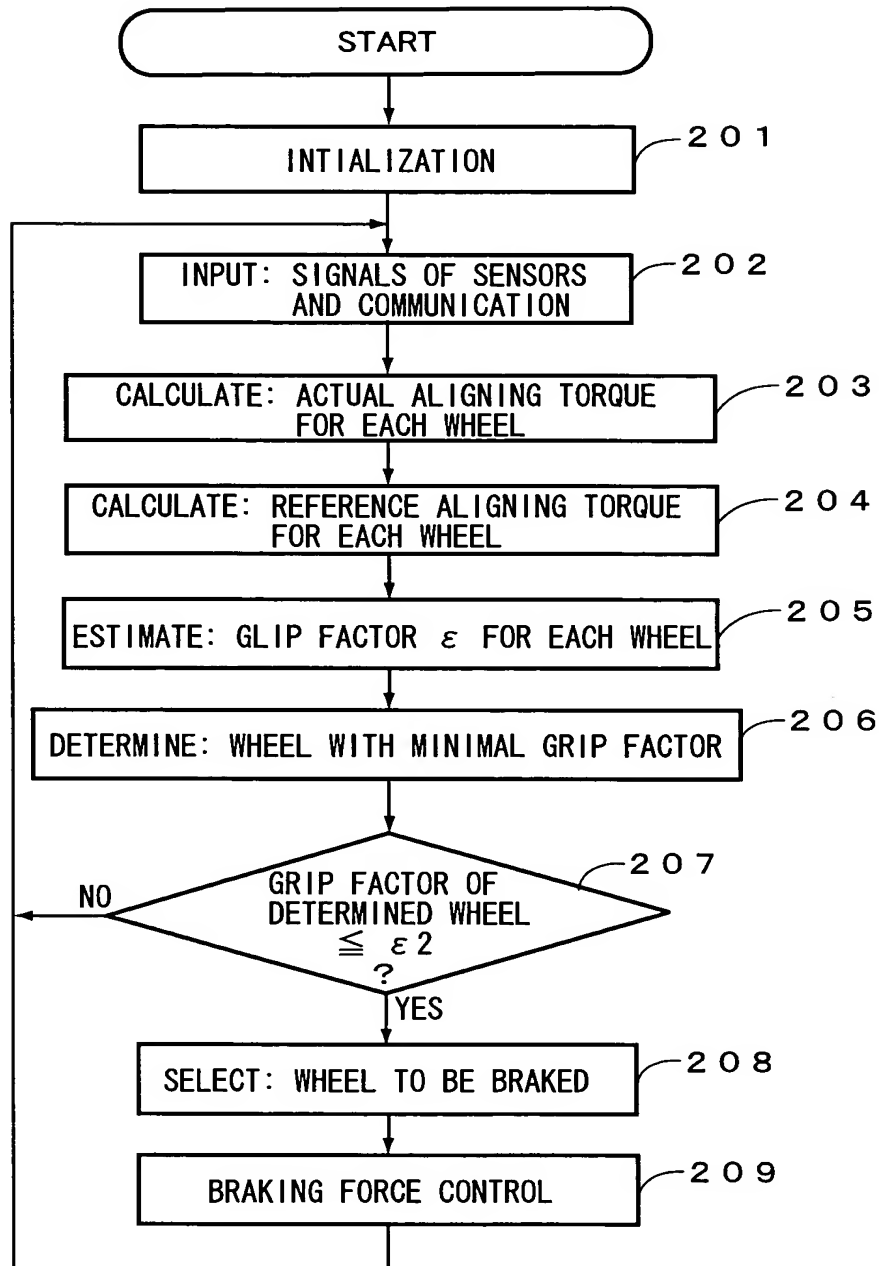 START
INTIALIZATION
201
INPUT: SIGNALS OF SENSORS
AND COMMUNICATION
202
CALCULATE: ACTUAL ALIGNING TORQUE
FOR EACH WHEEL
203
CALCULATE: REFERENCE ALIGNING TORQUE
FOR EACH WHEEL
204
ESTIMATE: GLIP FACTOR ε FOR EACH WHEEL
205
DETERMINE: WHEEL WITH MINIMAL GRIP FACTOR
206
GRIP FACTOR OF
DETERMINED WHEEL
≦ ε2
?
207
NO
YES
SELECT: WHEEL TO BE BRAKED
208
BRAKING FORCE CONTROL
209